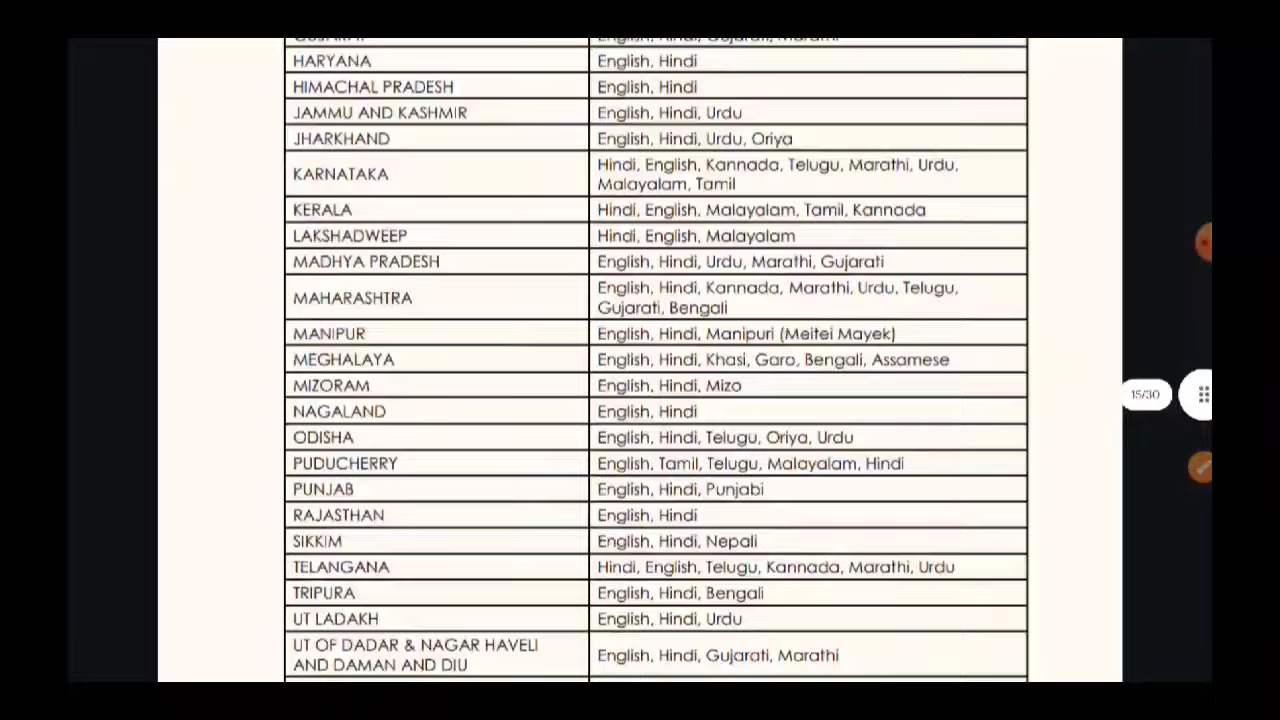 HARYANA English, Hindi
HIMACHAL PRADESH English, Hindi
JAMMU AND KASHMIR English, Hindi, Urdu
JHARKHAND English, Hindi, Urdu, Oriya
KARNATAKA Hindi, English, Kannada, Telugu, Marathi, Urdu,
Malayalam, Tamil
KERALA Hindi, English, Malayalam, Tamil, Kannada
LAKSHADWEEP Hindi, English, Malayalam
MADHYA PRADESH English, Hindi, Urdu, Marathi, Gujarati
MAHARASHTRA English, Hindi, Kannada, Marathi, Urdu, Telugu,
Gujarati, Bengali
MANIPUR English, Hindi, Manipuri (Meitei Mayek)
MEGHALAYA English, Hindi, Khasi, Garo, Bengali, Assamese
MIZORAM English, Hindi, Mizo
NAGALAND English, Hindi
ODISHA English, Hindi, Telugu, Oriya, Urdu
PUDUCHERRY English, Tamil, Telugu, Malayalam, Hindi
PUNJAB English, Hindi, Punjabi
RAJASTHAN English, Hindi
SIKKIM English, Hindi, Nepali
TELANGANA Hindi, English, Telugu, Kannada, Marathi, Urdu
TRIPURA English, Hindi, Bengali
UT LADAKH English, Hindi, Urdu
UT OF DADAR & NAGAR HAVELI
AND DAMAN AND DIU English, Hindi, Gujarati, Marathi
15/30